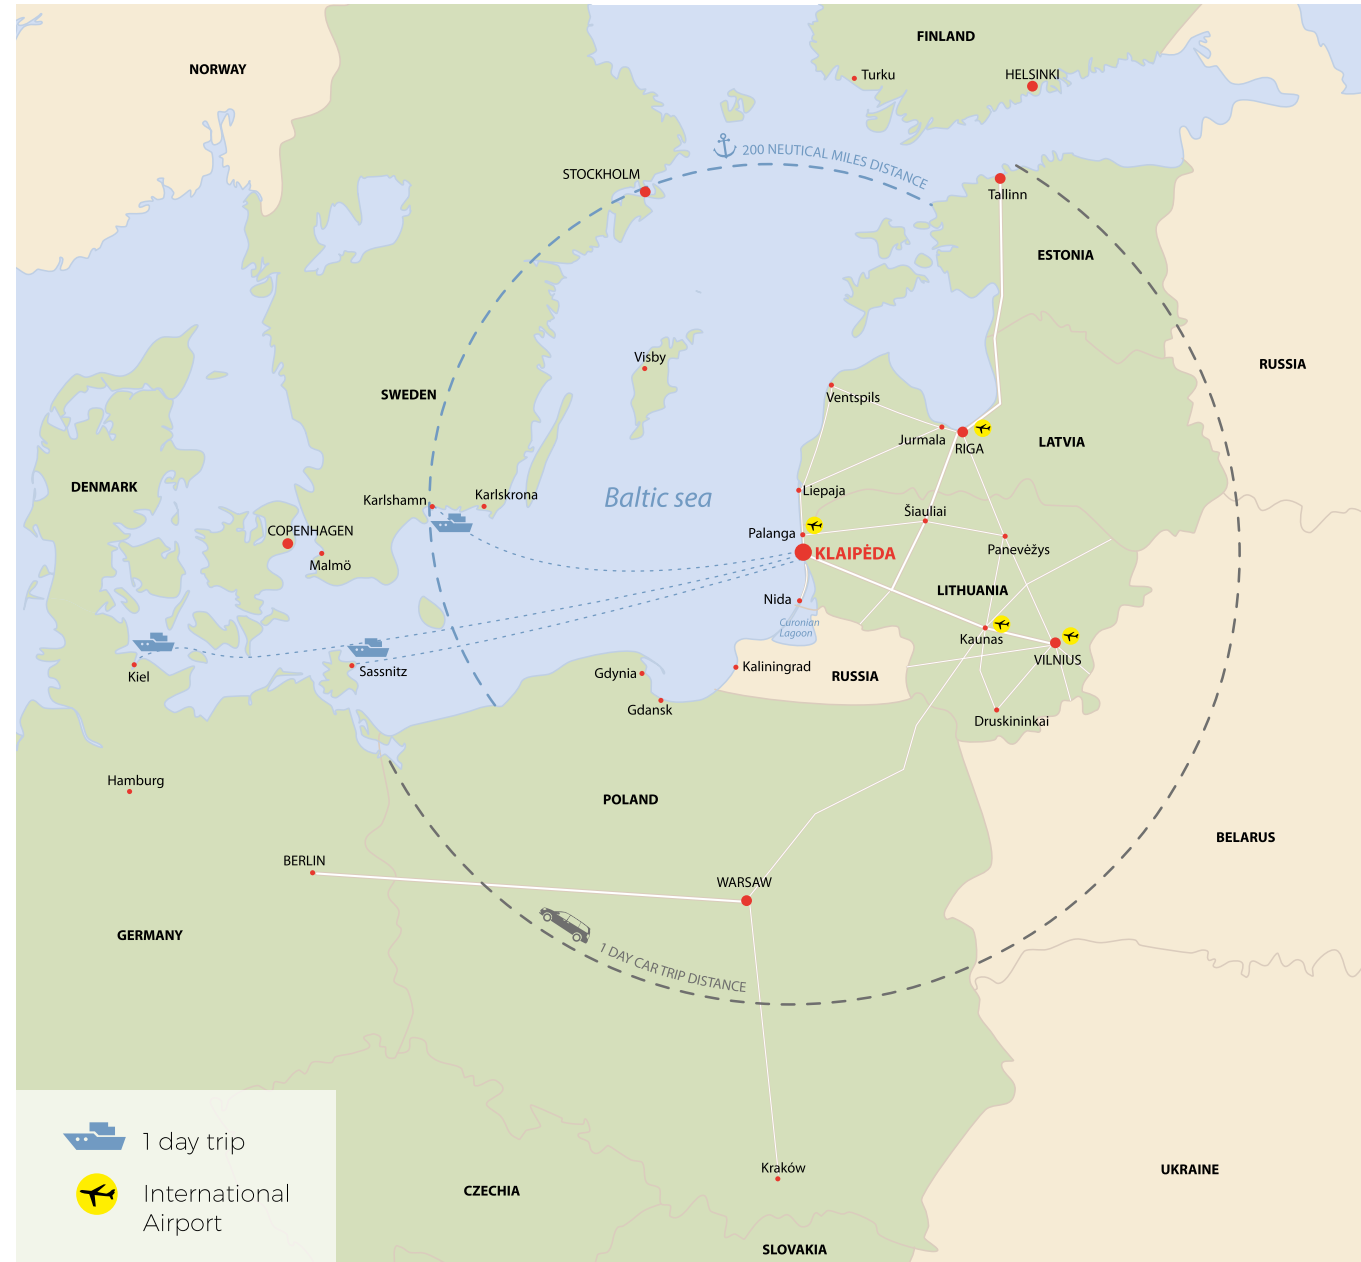 FINLAND
NORWAY
Turku
HELSINKI
200 NEUTICAL MILES DISTANCE
STOCKHOLM
Tallinn
ESTONIA
Visby
RUSSIA
SWEDEN
Ventspils
Jurmala
RIGA
LATVIA
DENMARK
Karlshamn
Karlskrona
Baltic sea
Liepaja
Šiauliai
COPENHAGEN
Palanga
KLAIPĖDA
Panevėžys
Malmö
LITHUANIA
Nida
Curonian
Lagoon
Kaunas
VILNIUS
Kiel
Sassnitz
Gdynia
Kaliningrad
RUSSIA
Gdansk
Druskininkai
Hamburg
POLAND
BELARUS
BERLIN
WARSAW
GERMANY
1 DAY CAR TRIP DISTANCE
1 day trip
Kraków
UKRAINE
International
Airport
CZECHIA
SLOVAKIA